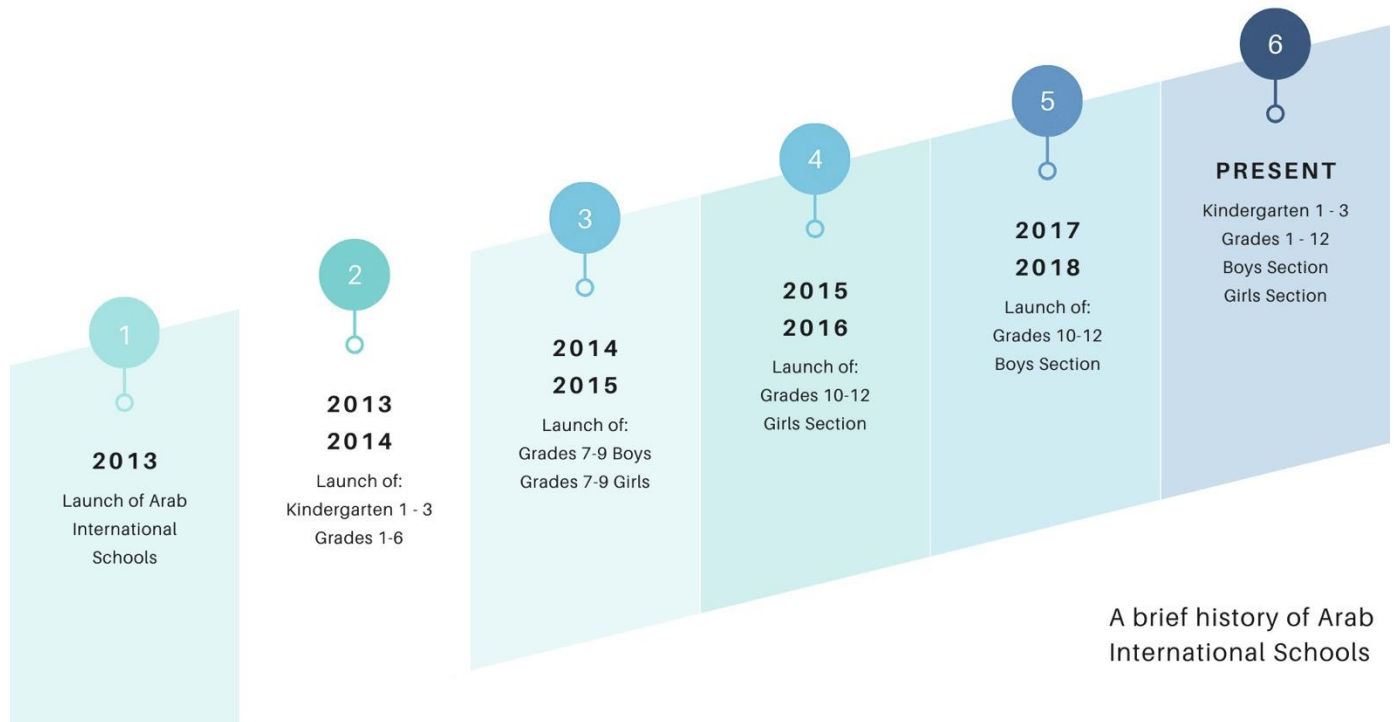 1
2013
Launch of Arab
International
Schools
2
2013
2014
Launch of:
Kindergarten 1 - 3
Grades 1-6
3
2014
2015
Launch of:
Grades 7-9 Boys
Grades 7-9 Girls
4
2015
2016
Launch of:
Grades 10-12
Girls Section
5
2017
2018
Launch of:
Grades 10-12
Boys Section
6
PRESENT
Kindergarten 1 - 3
Grades 1 - 12
Boys Section
Girls Section
A brief history of Arab
International Schools